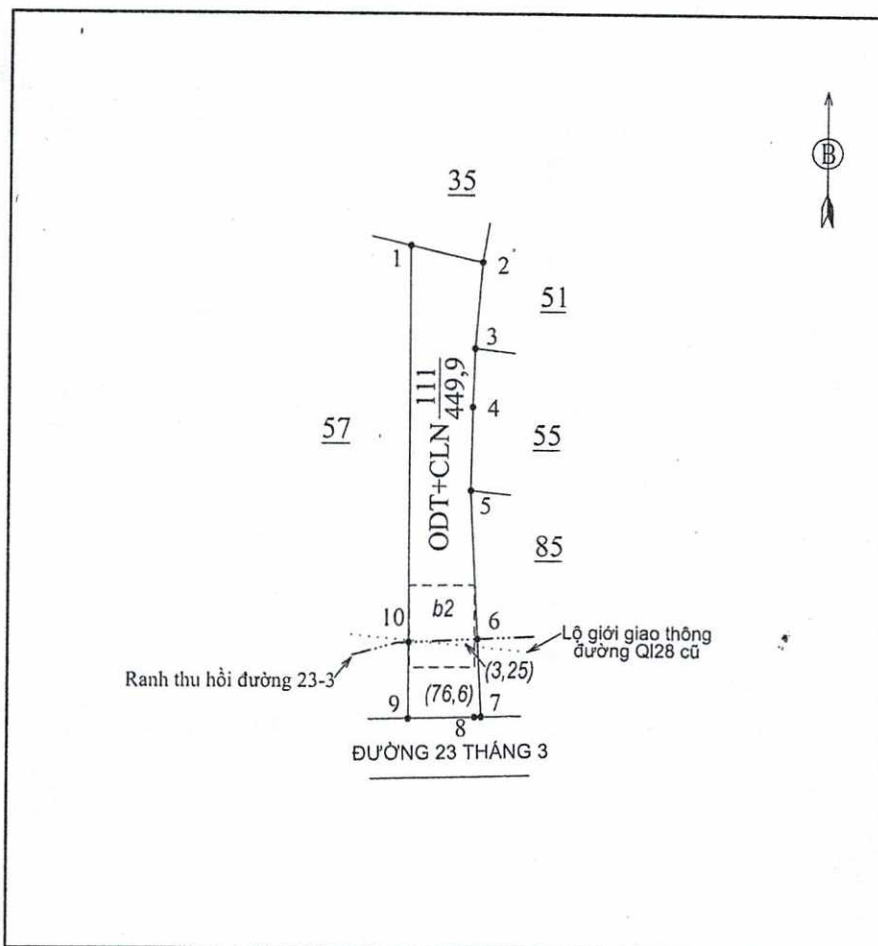 35
B
1
2
51
3
111
449,9
ODT+CLN
4
57
55
5
85
b2
10
6
Lộ giới giao thông
đường Ql28 cũ
(3,25)
Ranh thu hồi đường 23-3
(76,6)
9
8
7
ĐƯỜNG 23 THÁNG 3